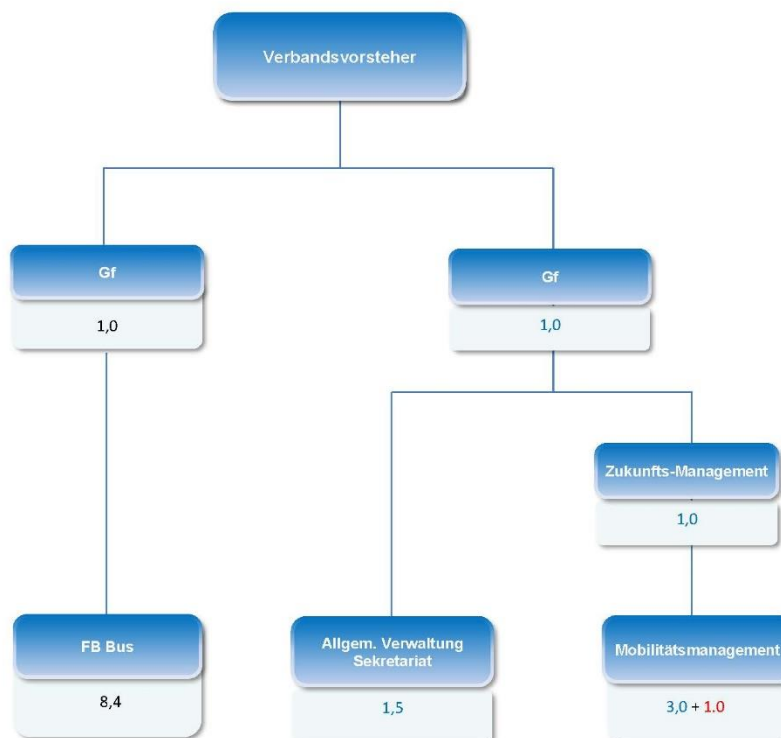 Verbandsvorsteher
Gf
1,0
Gf
1,0
Zukunfts-Management
1,0
FB Bus
8,4
Allgem. Verwaltung
Sekretariat
1,5
Mobilitätsmanagement
3,0 + 1.0